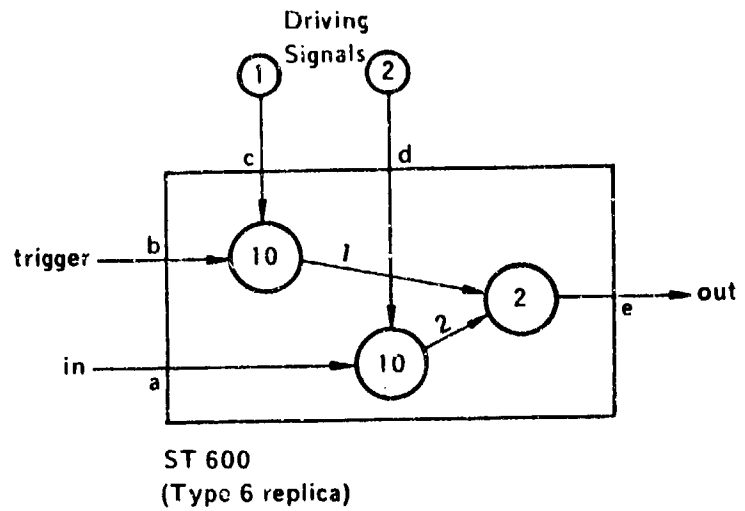 Driving
Signals
1
2
c
d
b
trigger
10
1
2
out
e
2
in
a
10
ST 600
(Type 6 replica)